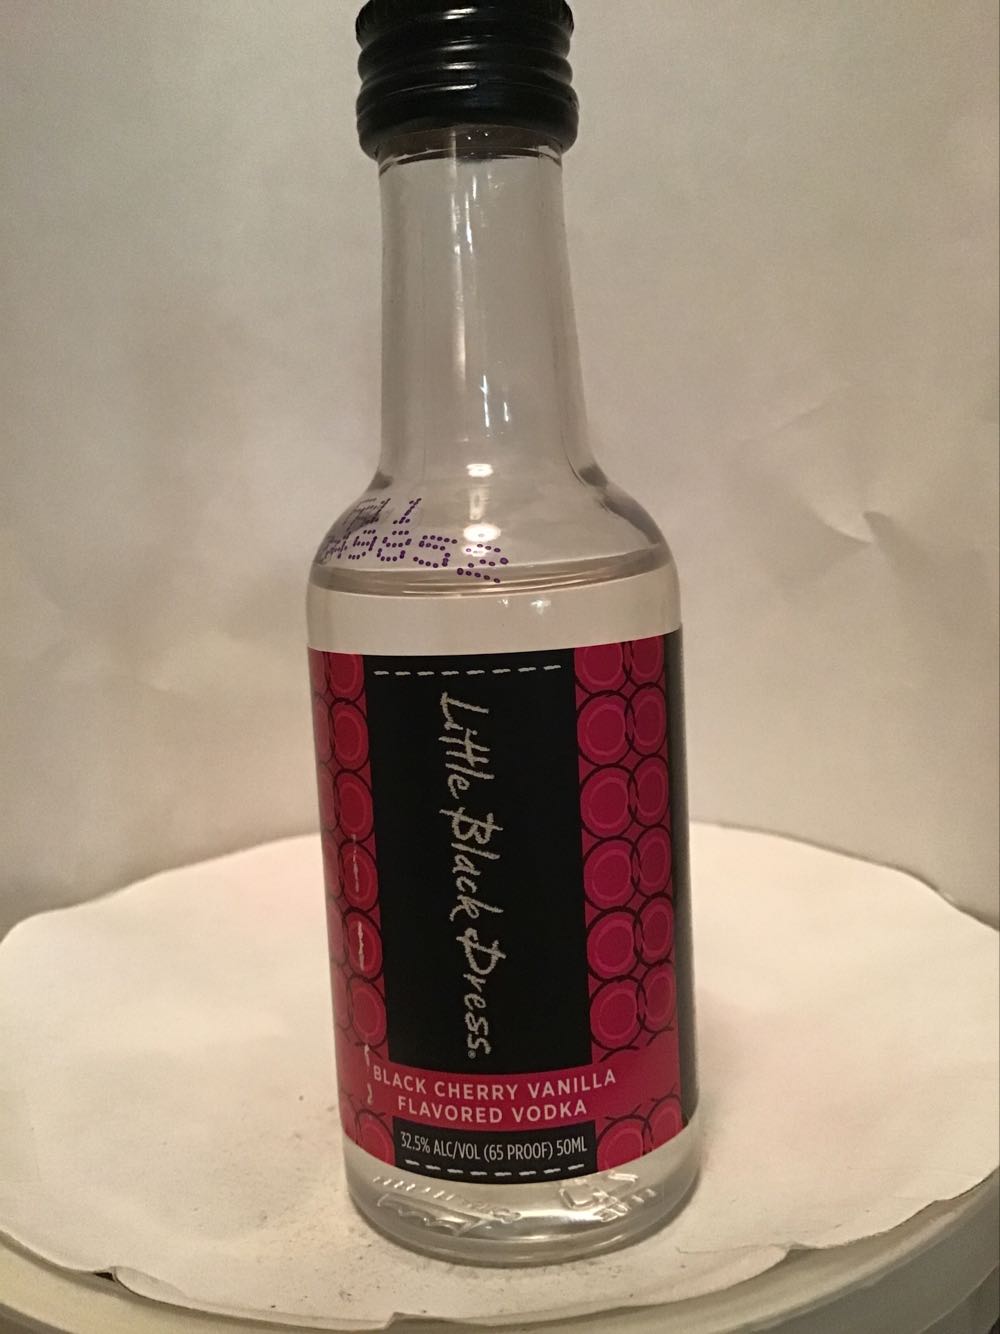 Little Black Dress®
BLACK CHERRY VANILLA
FLAVORED VODKA
32.5% ALC/VOL (65 PROOF) 50ML